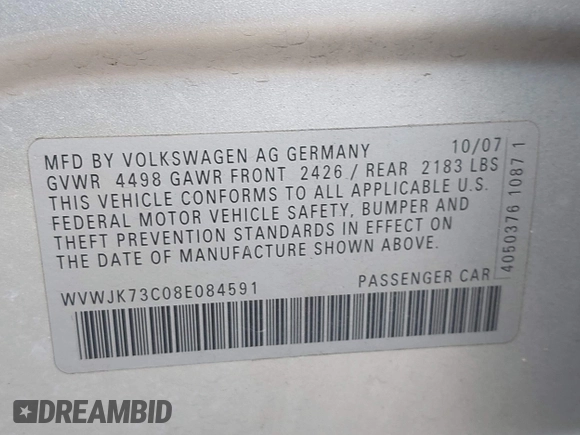 MFD BY VOLKSWAGEN AG GERMANY 10/07
GVWR 4498 GAWR FRONT 2426 / REAR 2183 LBS
THIS VEHICLE CONFORMS TO ALL APPLICABLE U.S.
FEDERAL MOTOR VEHICLE SAFETY, BUMPER AND
THEFT PREVENTION STANDARDS IN EFFECT ON
THE DATE OF MANUFACTURE SHOWN ABOVE.
WVWJK73C08E084591 PASSENGER CAR
4050376 1087 1
DREAMBID